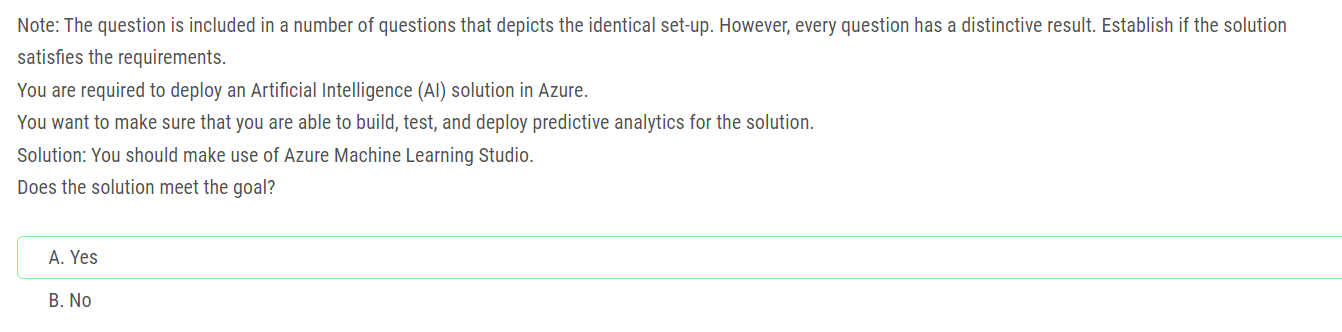 Note: The question is included in a number of questions that depicts the identical set-up. However, every question has a distinctive result. Establish if the solution
satisfies the requirements.
You are required to deploy an Artificial Intelligence (AI) solution in Azure.
You want to make sure that you are able to build, test, and deploy predictive analytics for the solution.
Solution: You should make use of Azure Machine Learning Studio.
Does the solution meet the goal?
A. Yes
B. No